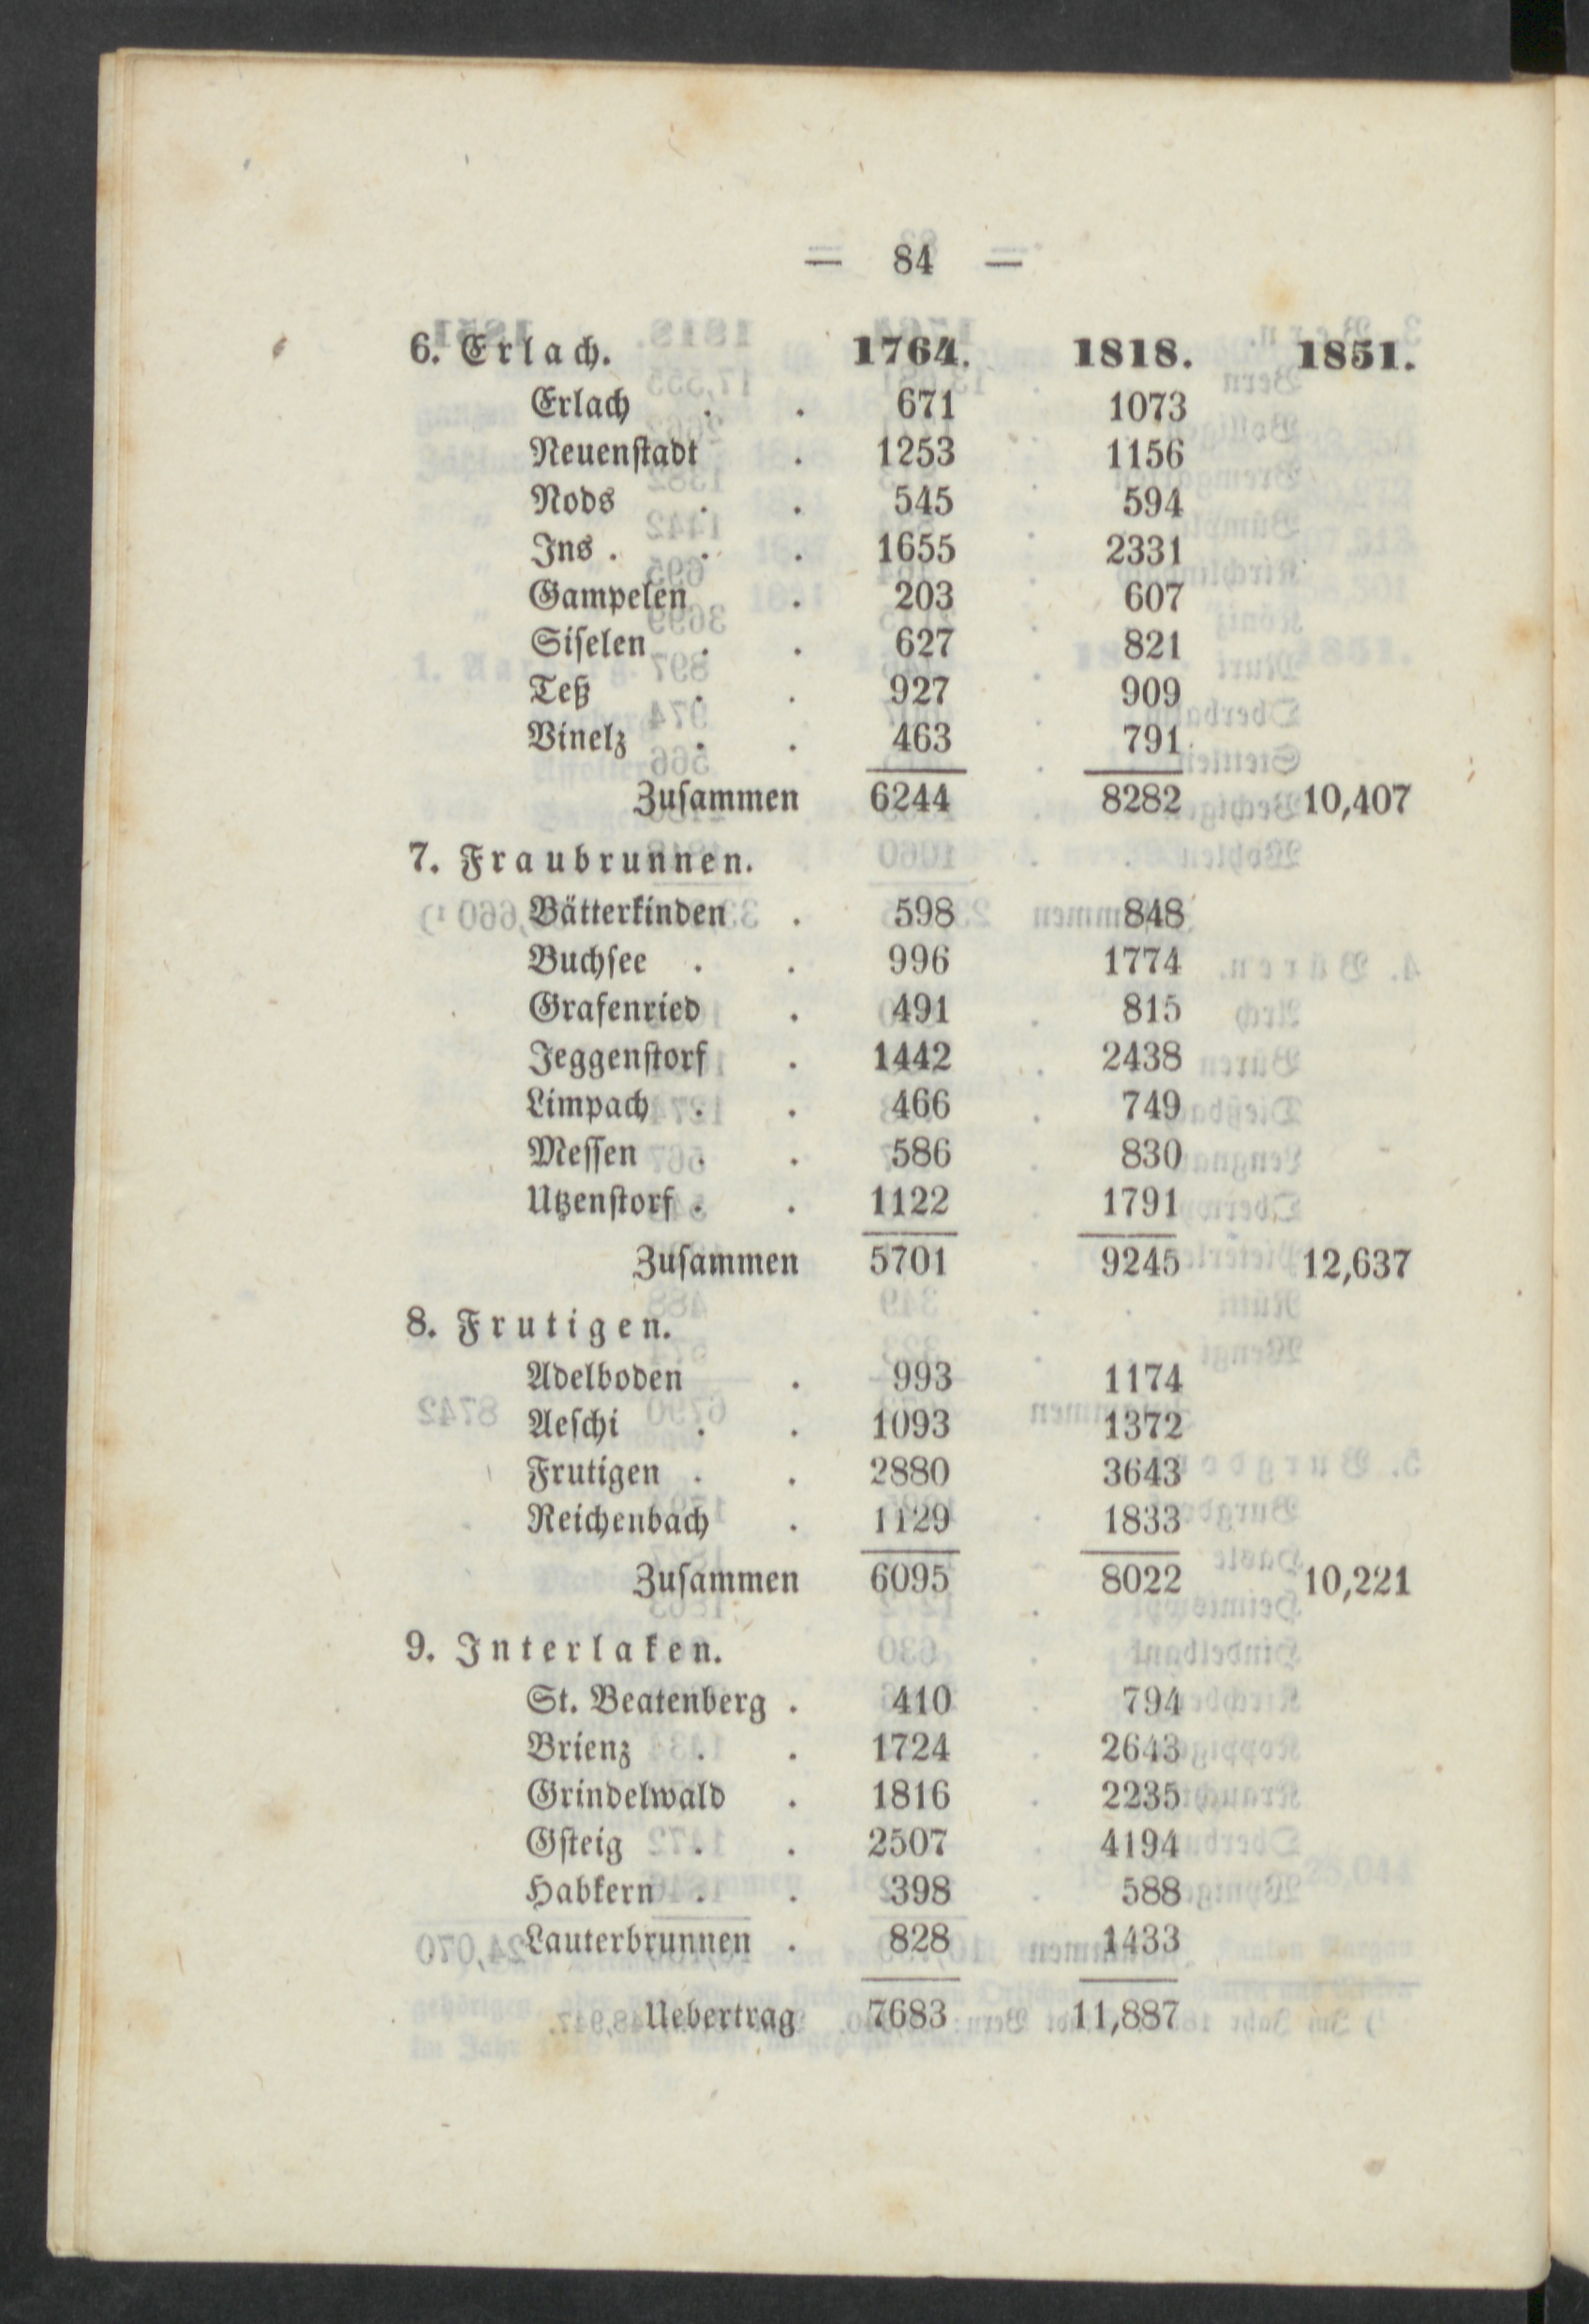 — 84 —
6. Erlach. 1764. 1818. 1851.
Erlach . . 671 1073
Neuenstadt . 1253 1156
Nods . . 545 594
Ins . . . 1655 2331
Gampelen . 203 607
Siselen . . 627 821
Teß . . 927 909
Vinelz . . 463 791
Zusammen 6244 8282 10,407
7. Fraubrunnen.
Bätterkinden . 598 848
Buchsee . . 996 1774
Grafenried . 491 815
Jeggenstorf . 1442 2438
Limpach . . 466 749
Messen . . 586 830
Utzenstorf . . 1122 1791
Zusammen 5701 9245 12,637
8. Frutigen.
Adelboden . 993 1174
Aeschi . . 1093 1372
Frutigen . . 2880 3643
Reichenbach . 1129 1833
Zusammen 6095 8022 10,221
9. Interlaken.
St. Beatenberg . 410 794
Brienz . . 1724 2643
Grindelwald . 1816 2235
Gsteig . . 2507 4194
Habkern . . 398 588
Lauterbrunnen . 828 1433
Uebertrag 7683 11,887